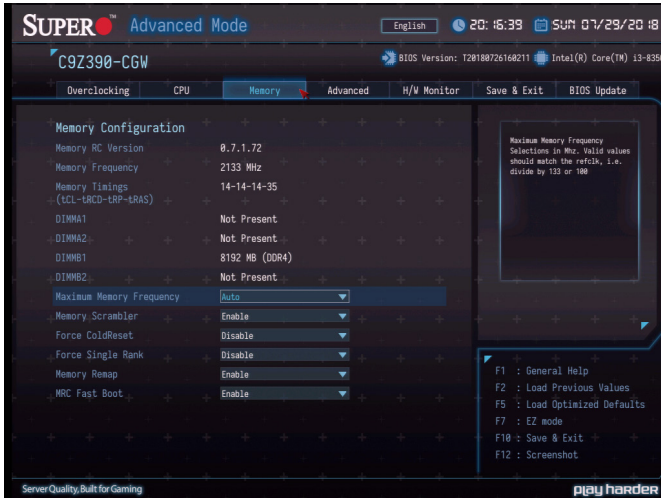 SUPER Advanced Mode
English
20:16:39
SUN 07/29/2018
C9Z390-CGW
BIOS Version: T20180726160211
Intel(R) Core(TM) i3-835
Overclocking CPU Memory Advanced H/W Monitor Save & Exit BIOS Update
Memory Configuration
Memory RC Version 0.7.1.72
Memory Frequency 2133 MHz
Memory Timings 14-14-14-35
(tCL-tRCD-tRP-tRAS)
DIMMA1 Not Present
DIMMA2 Not Present
DIMMB1 8192 MB (DDR4)
DIMMB2 Not Present
Maximum Memory Frequency Auto
Memory Scrambler Enable
Force ColdReset Disable
Force Single Rank Disable
Memory Remap Enable
MRC Fast Boot Enable
Maximum Memory Frequency
Selections in Mhz. Valid values
should match the refclk, i.e.
divide by 133 or 100
F1 : General Help
F2 : Load Previous Values
F5 : Load Optimized Defaults
F7 : EZ mode
F10 : Save & Exit
F12 : Screenshot
Server Quality, Built for Gaming
play harder